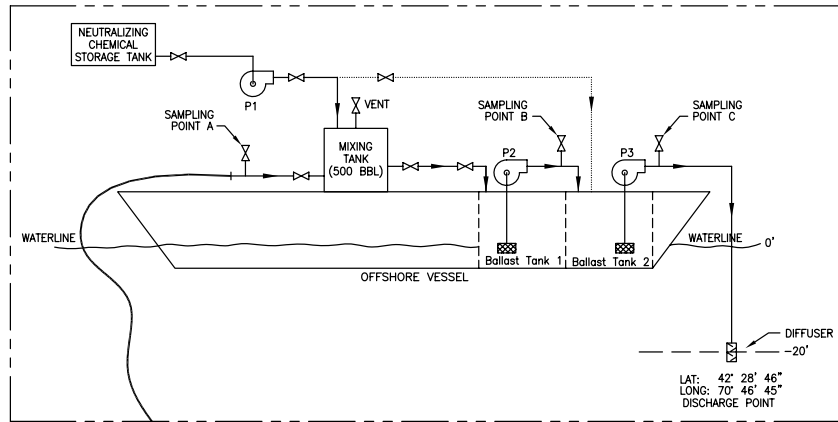 NEUTRALIZING
CHEMICAL
STORAGE TANK
P1
VENT
SAMPLING
POINT A
MIXING
TANK
(500 BBL)
SAMPLING
POINT B
P2
P3
SAMPLING
POINT C
WATERLINE
WATERLINE
0'
Ballast Tank 1
Ballast Tank 2
OFFSHORE VESSEL
DIFFUSER
-20'
LAT: 42° 28' 46"
LONG: 70° 46' 45"
DISCHARGE POINT